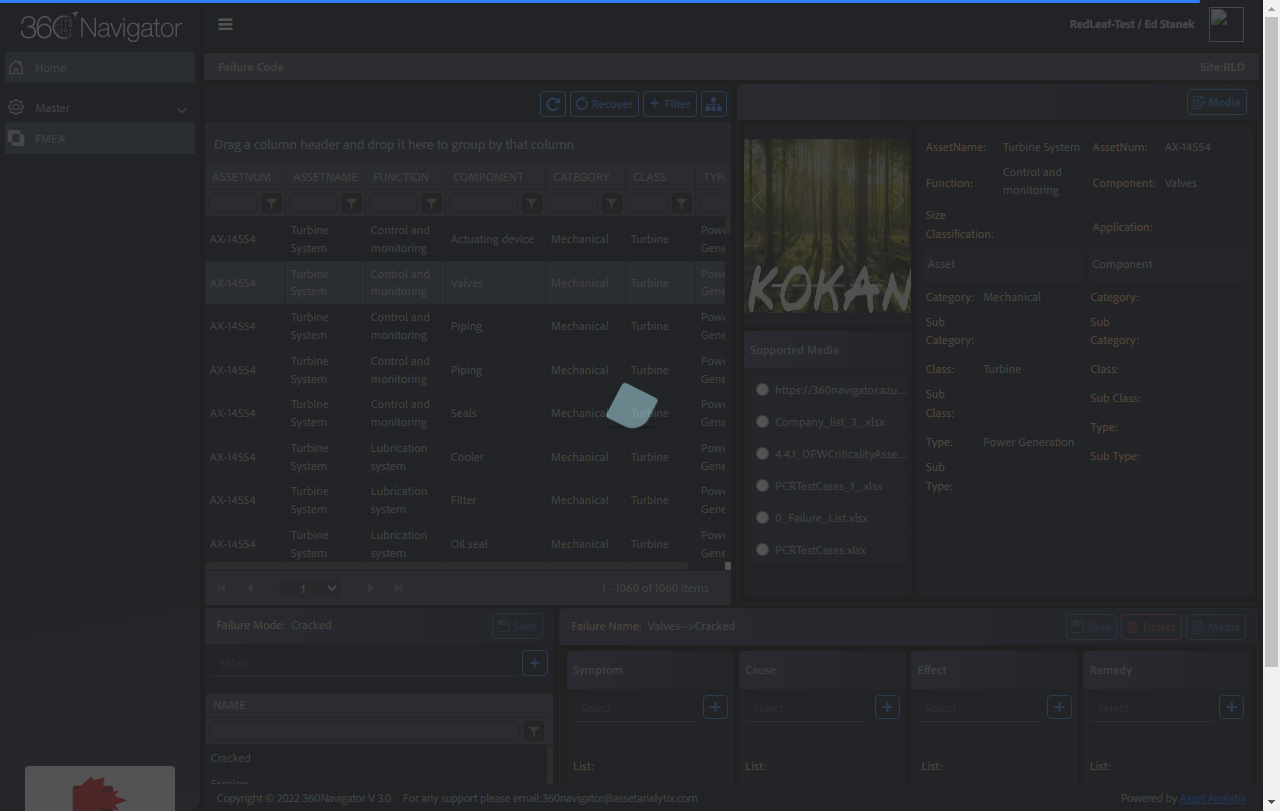 360 Navigator
RedLeaf-Test / Ed Stanek
Home
Master
FMEA
Failure Code
Site:RLD
Recover
+ Filter
Media
Drag a column header and drop it here to group by that column
ASSETNUM ASSETNAME FUNCTION COMPONENT CATEGORY CLASS TYP
AX-14554 Turbine System Control and monitoring Actuating device Mechanical Turbine Powe Gene
AX-14554 Turbine System Control and monitoring Valves Mechanical Turbine Powe Gene
AX-14554 Turbine System Control and monitoring Piping Mechanical Turbine Powe Gene
AX-14554 Turbine System Control and monitoring Piping Mechanical Turbine Powe Gene
AX-14554 Turbine System Control and monitoring Seals Mechanical Turbine Powe Gene
AX-14554 Turbine System Lubrication system Cooler Mechanical Turbine Powe Gene
AX-14554 Turbine System Lubrication system Filter Mechanical Turbine Powe Gene
AX-14554 Turbine System Lubrication system Oil seal Mechanical Turbine Powe Gene
1
1 - 1060 of 1060 items
KOKAN
Supported Media
https://360navigator.azu...
Company_list_3_.xlsx
4.4.1_DPWCriticalityAsse...
PCRTestCases_1_.xlsx
0_Failure_List.xlsx
PCRTestCases.xlsx
AssetName: Turbine System AssetNum: AX-14554
Function: Control and monitoring Component: Valves
Size Classification: Application:
Asset Component
Category: Mechanical Category:
Sub Category: Sub Category:
Class: Turbine Class:
Sub Class: Sub Class:
Type: Power Generation Type:
Sub Type: Sub Type:
Failure Mode: Cracked
Save
Select
+
NAME
Cracked
Erosing
Failure Name: Valves-->Cracked
Save Delete Media
Symptom Cause Effect Remedy
Select + Select + Select + Select +
List: List: List: List:
Copyright © 2022 360Navigator V 3.0 For any support please email:360navigator@assetanalytix.com
Powered by Asset Analytix